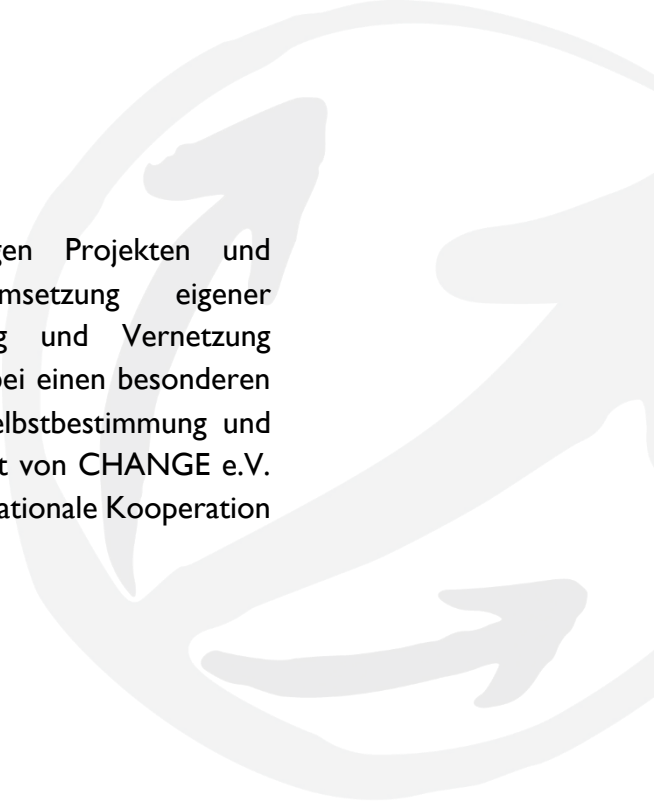 gen Projekten und
msetzung eigener
g und Vernetzung
bei einen besonderen
elbstbestimmung und
t von CHANGE e.V.
ationale Kooperation